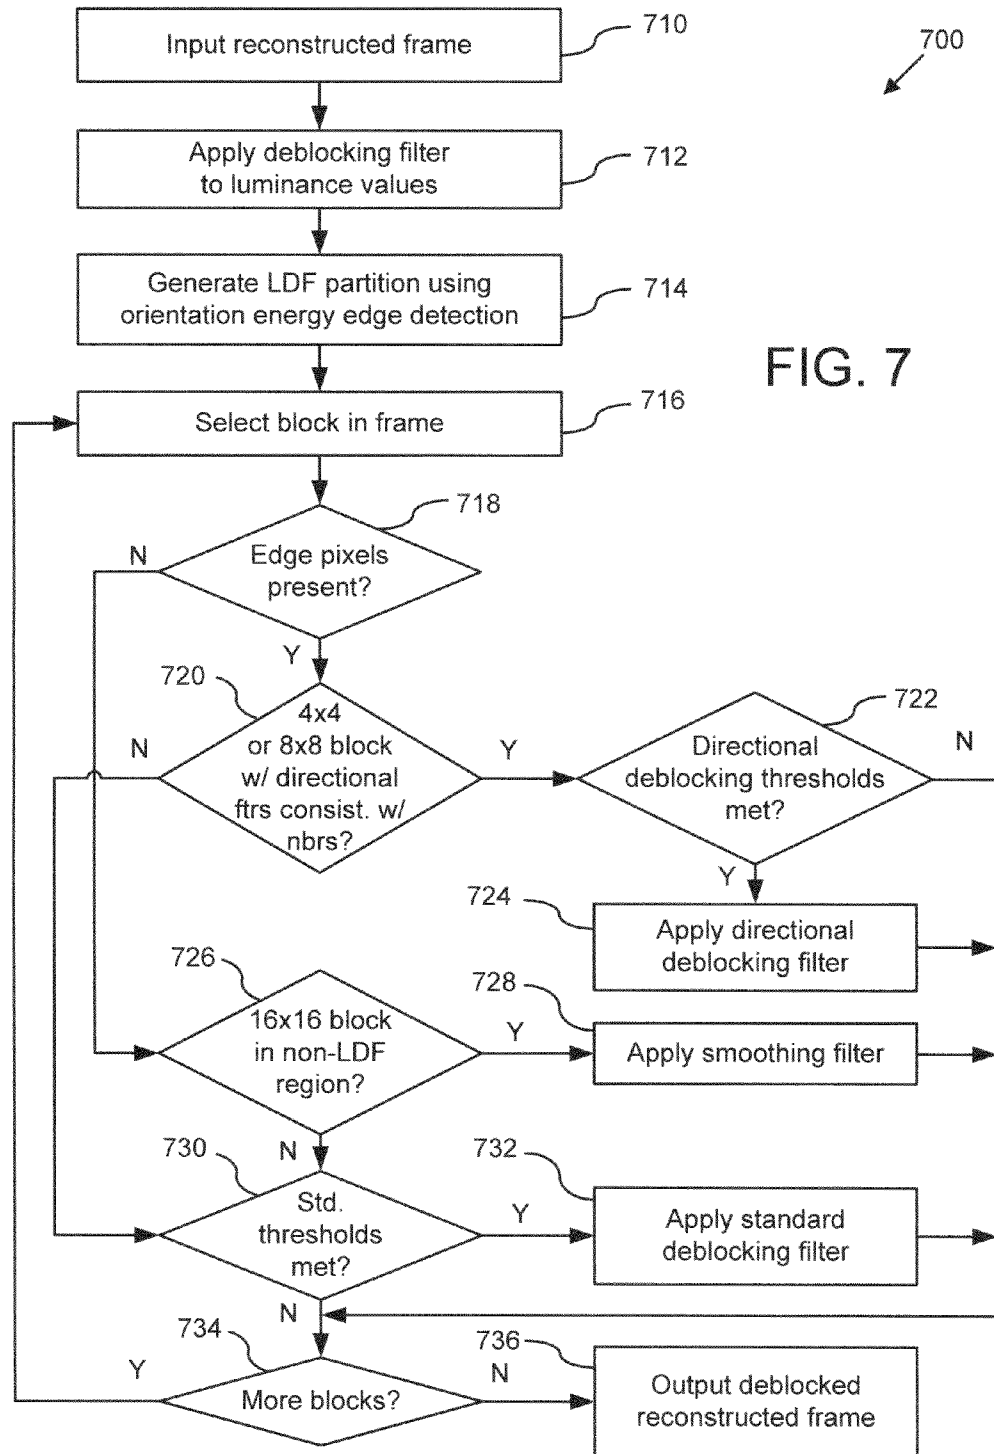 Input reconstructed frame
710
700
Apply deblocking filter
to luminance values
712
Generate LDF partition using
orientation energy edge detection
714
FIG. 7
Select block in frame
716
718
N
Edge pixels
present?
Y
720
N
4x4
or 8x8 block
w/ directional
ftrs consist. w/
nbrs?
Y
722
Directional
deblocking thresholds
met?
N
Y
724
Apply directional
deblocking filter
726
16x16 block
in non-LDF
region?
Y
728
Apply smoothing filter
N
730
Std.
thresholds
met?
Y
732
Apply standard
deblocking filter
N
734
Y
More blocks?
N
736
Output deblocked
reconstructed frame